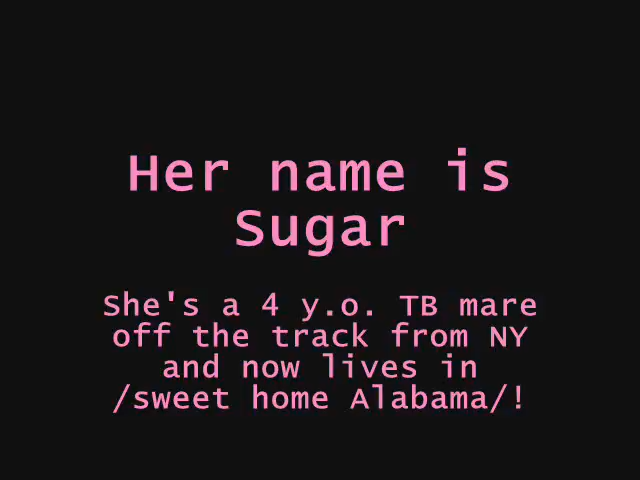 Her name is
Sugar
She's a 4 y.o. TB mare
off the track from NY
and now lives in
/sweet home Alabama/!